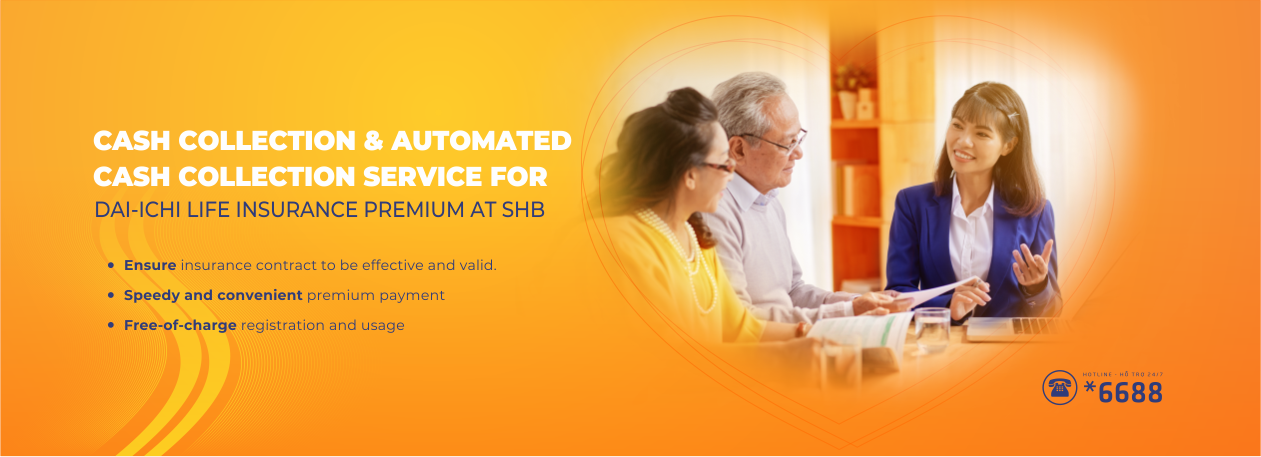 CASH COLLECTION & AUTOMATED
CASH COLLECTION SERVICE FOR
DAI-ICHI LIFE INSURANCE PREMIUM AT SHB
Ensure insurance contract to be effective and valid.
Speedy and convenient premium payment
Free-of-charge registration and usage
HOTLINE - HỖ TRỢ 24/7
*6688